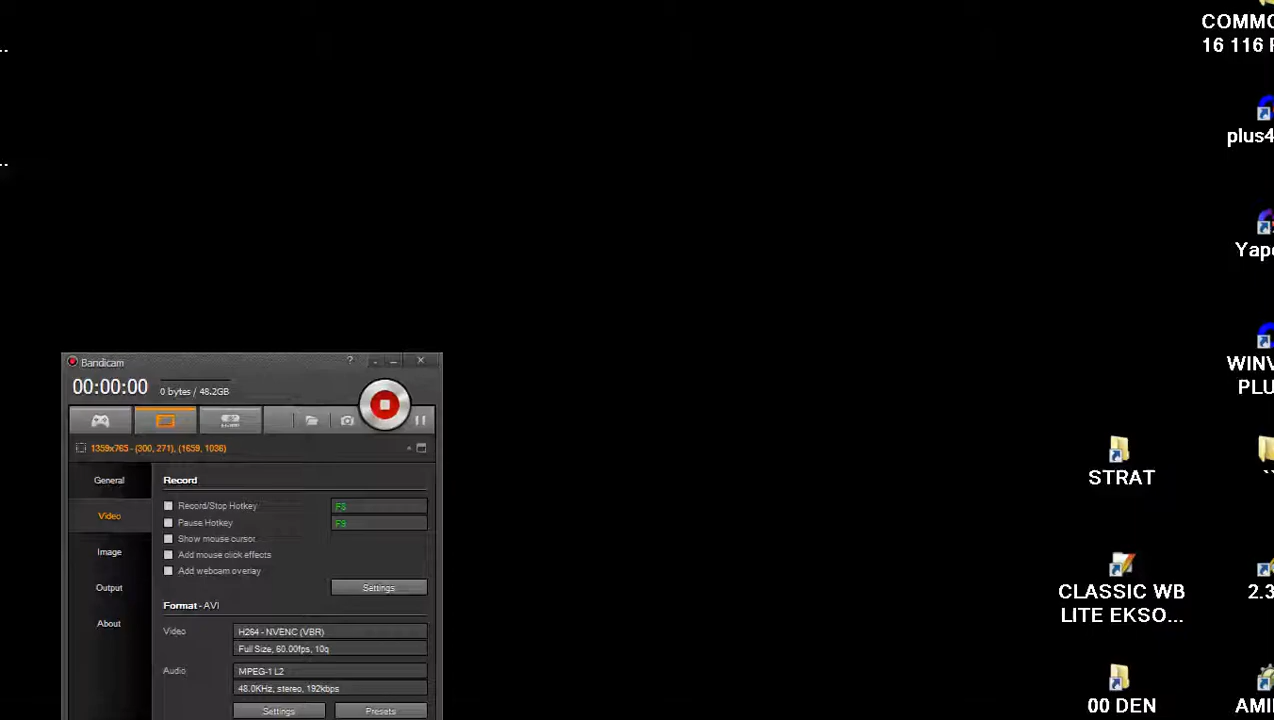 COMMO
16 116 F
..
plus4
..
Yape
WINV
PLU
STRAT
CLASSIC WB
LITE EKSO...
2.3
00 DEN
AMI
Bandicam
?
00:00:00
0 bytes / 48.2GB
1359x765 - (300, 271), (1659, 1036)
General
Video
Image
Output
About
Record
Record/Stop Hotkey
Pause Hotkey
Show mouse cursor
Add mouse click effects
Add webcam overlay
Settings
Format - AVI
Video
H264 - NVENC (VBR)
Full Size, 60.00fps, 10q
Audio
MPEG-1 L2
48.0KHz, stereo, 192kbps
Settings
Presets